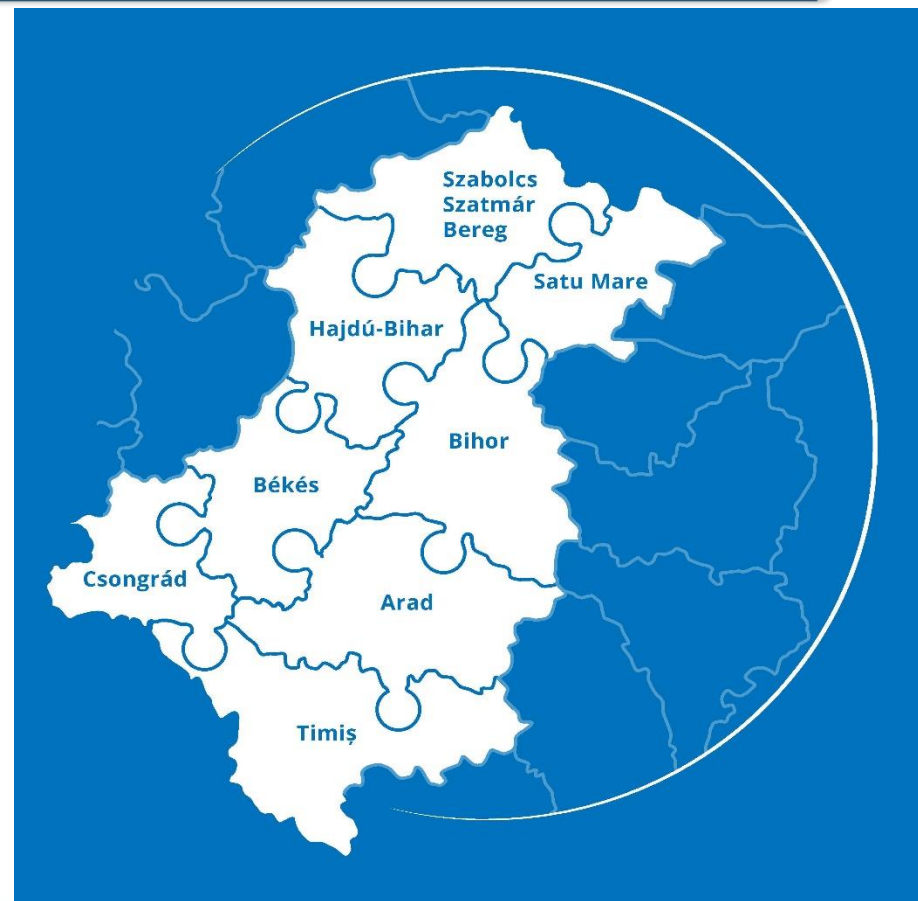 Szabolcs
Szatmár
Bereg
Satu Mare
Hajdú-Bihar
Bihor
Békés
Csongrád
Arad
Timiș